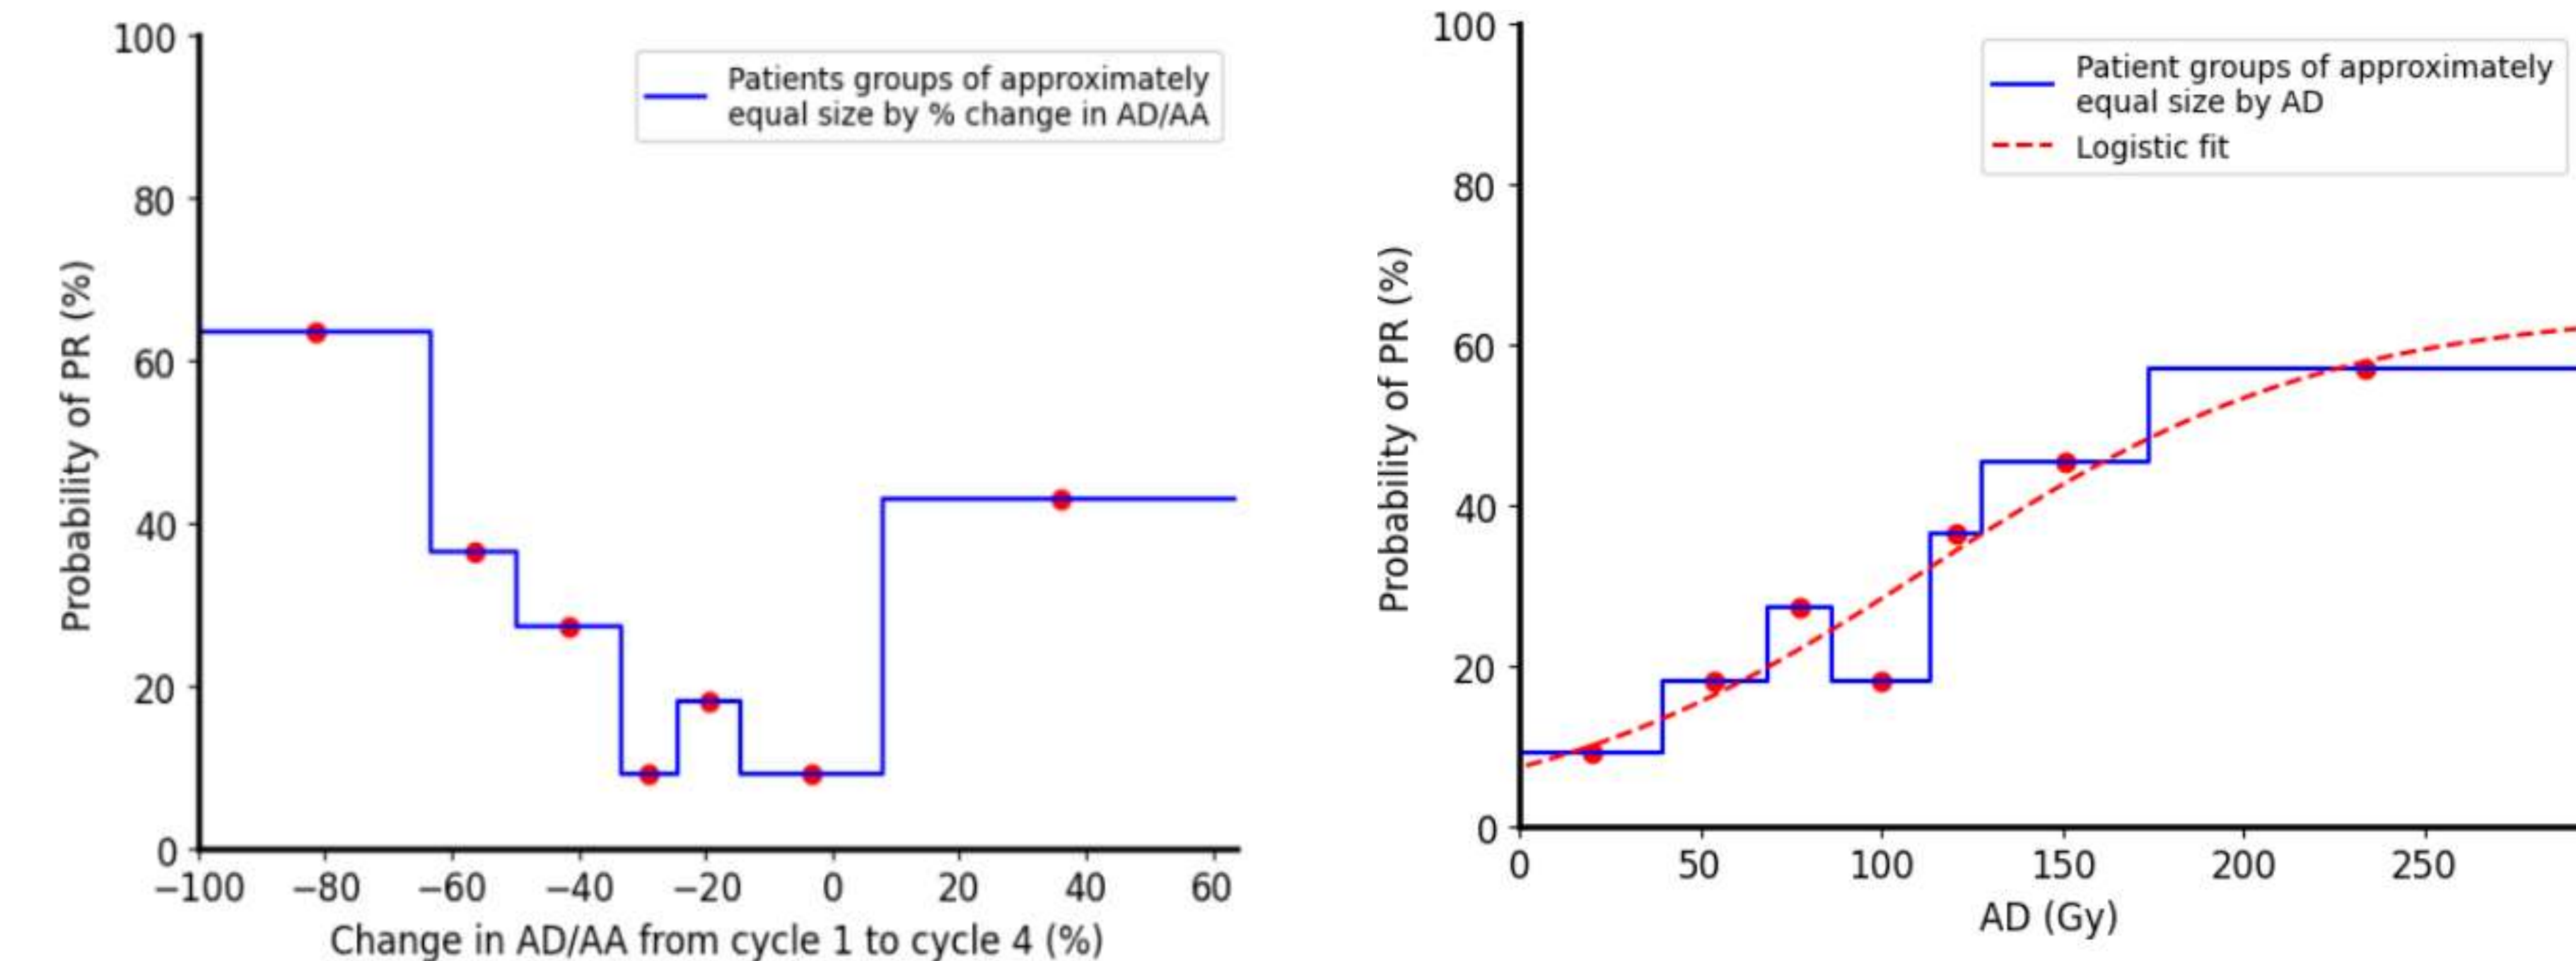 100
80
60
40
20
0
Probability of PR (%)
Patients groups of approximately
equal size by % change in AD/AA
−100 −80 −60 −40 −20 0 20 40 60
Change in AD/AA from cycle 1 to cycle 4 (%)
100
80
60
40
20
0
Probability of PR (%)
Patient groups of approximately
equal size by AD
Logistic fit
0 50 100 150 200 250
AD (Gy)